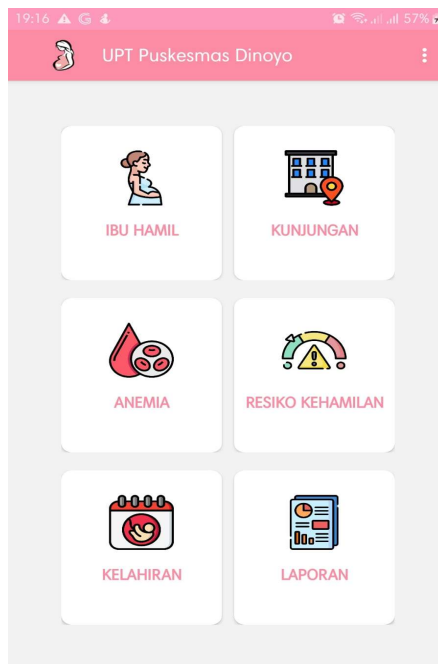 19:16 57%
UPT Puskesmas Dinoyo
IBU HAMIL KUNJUNGAN
ANEMIA RESIKO KEHAMILAN
KELAHIRAN LAPORAN